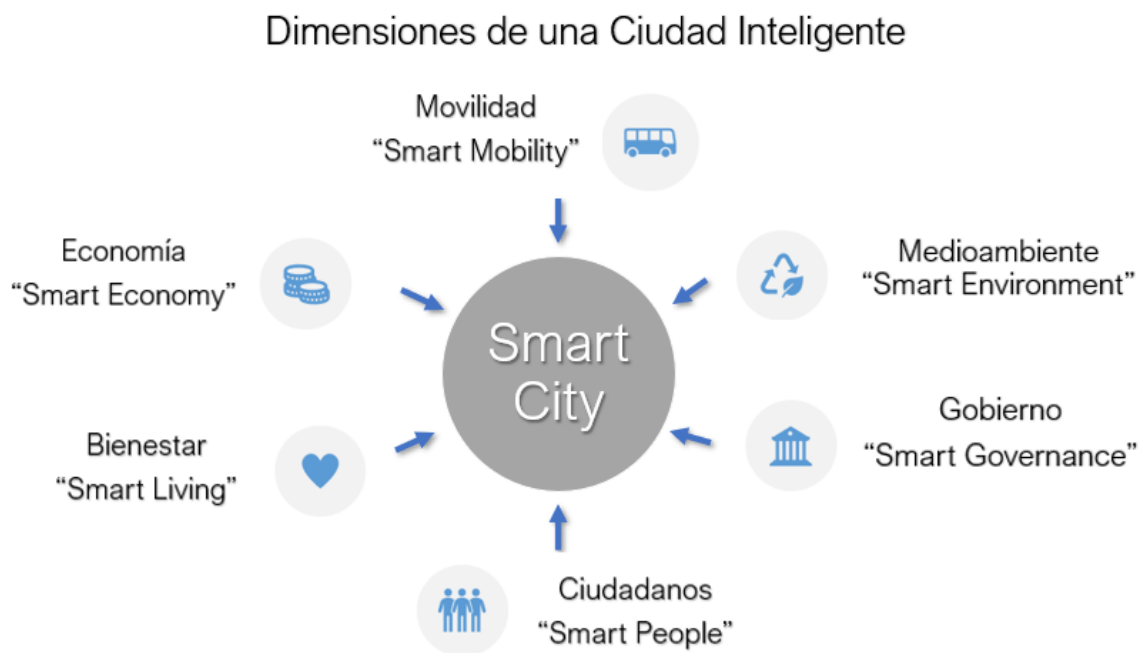 Dimensiones de una Ciudad Inteligente
Movilidad
“Smart Mobility”
Economía
“Smart Economy”
Medioambiente
“Smart Environment”
Smart
City
Bienestar
“Smart Living”
Gobierno
“Smart Governance”
Ciudadanos
“Smart People”